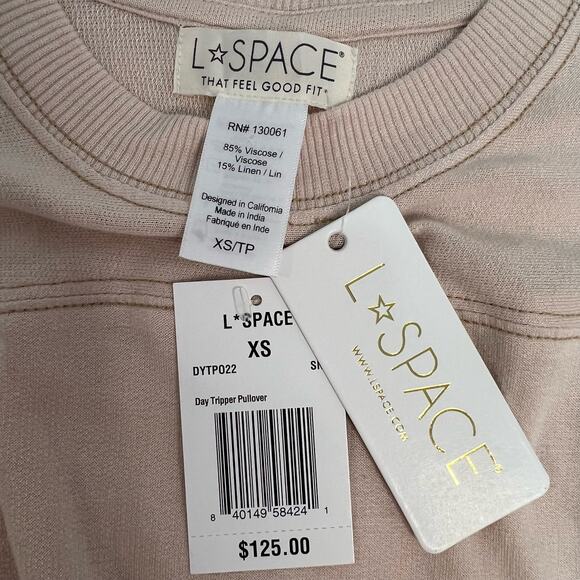 L☆SPACE®
THAT FEEL GOOD FIT®
RN# 130061
85% Viscose /
Viscose
15% Linen / Lin
Designed in California
Made in India
Fabriqué en Inde
XS/TP
L*SPACE
XS
DYTPO22
Day Tripper Pullover
8 40149 58424 1
$125.00
L☆SPACE®
WWW.LSPACE.COM